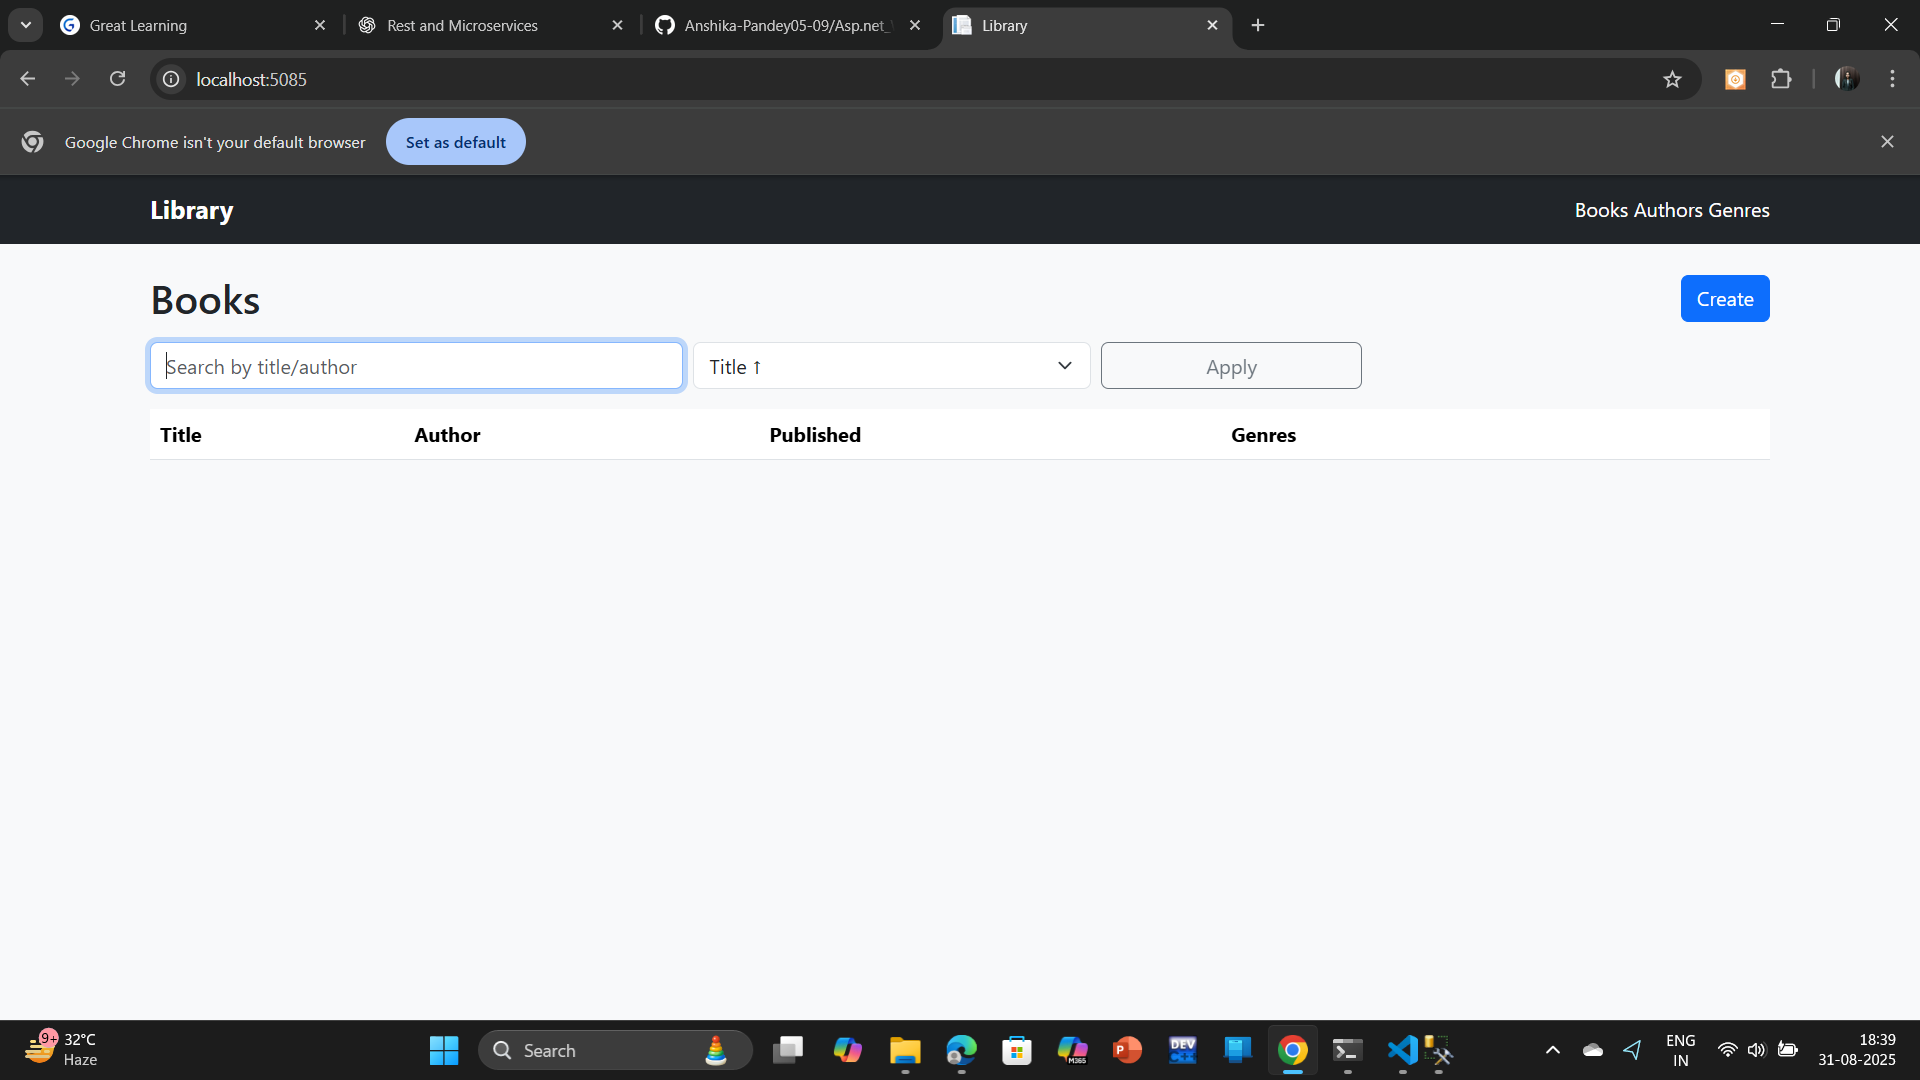 Great Learning
Rest and Microservices
Anshika-Pandey05-09/Asp.net_
Library
localhost:5085
Google Chrome isn't your default browser
Set as default
Library
Books Authors Genres
Books
Create
Search by title/author
Title ↑
Apply
Title Author Published Genres
9+
32°C
Haze
Search
M365
P
DEV
ENG
IN
18:39
31-08-2025